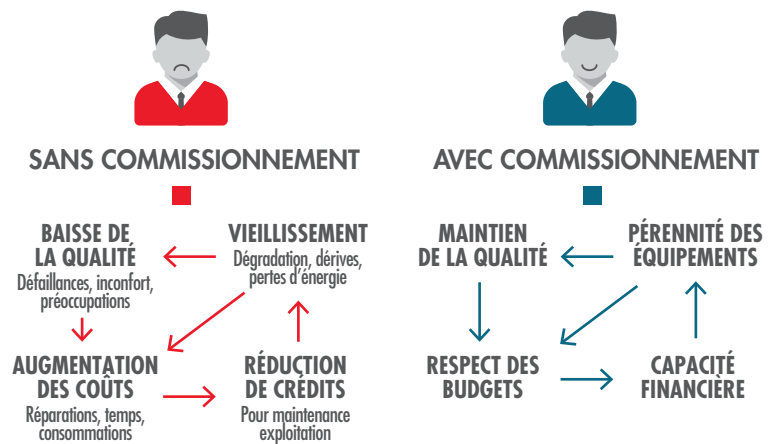 SANS COMMISSIONNEMENT
BAISSE DE
LA QUALITÉ
Défaillances, inconfort,
préoccupations
VIEILLISSEMENT
Dégradation, dérives,
pertes d'énergie
AUGMENTATION
DES COÛTS
Réparations, temps,
consommations
RÉDUCTION
DE CRÉDITS
Pour maintenance
exploitation
AVEC COMMISSIONNEMENT
MAINTIEN
DE LA QUALITÉ
PÉRENNITÉ DES
ÉQUIPEMENTS
RESPECT DES
BUDGETS
CAPACITÉ
FINANCIÈRE